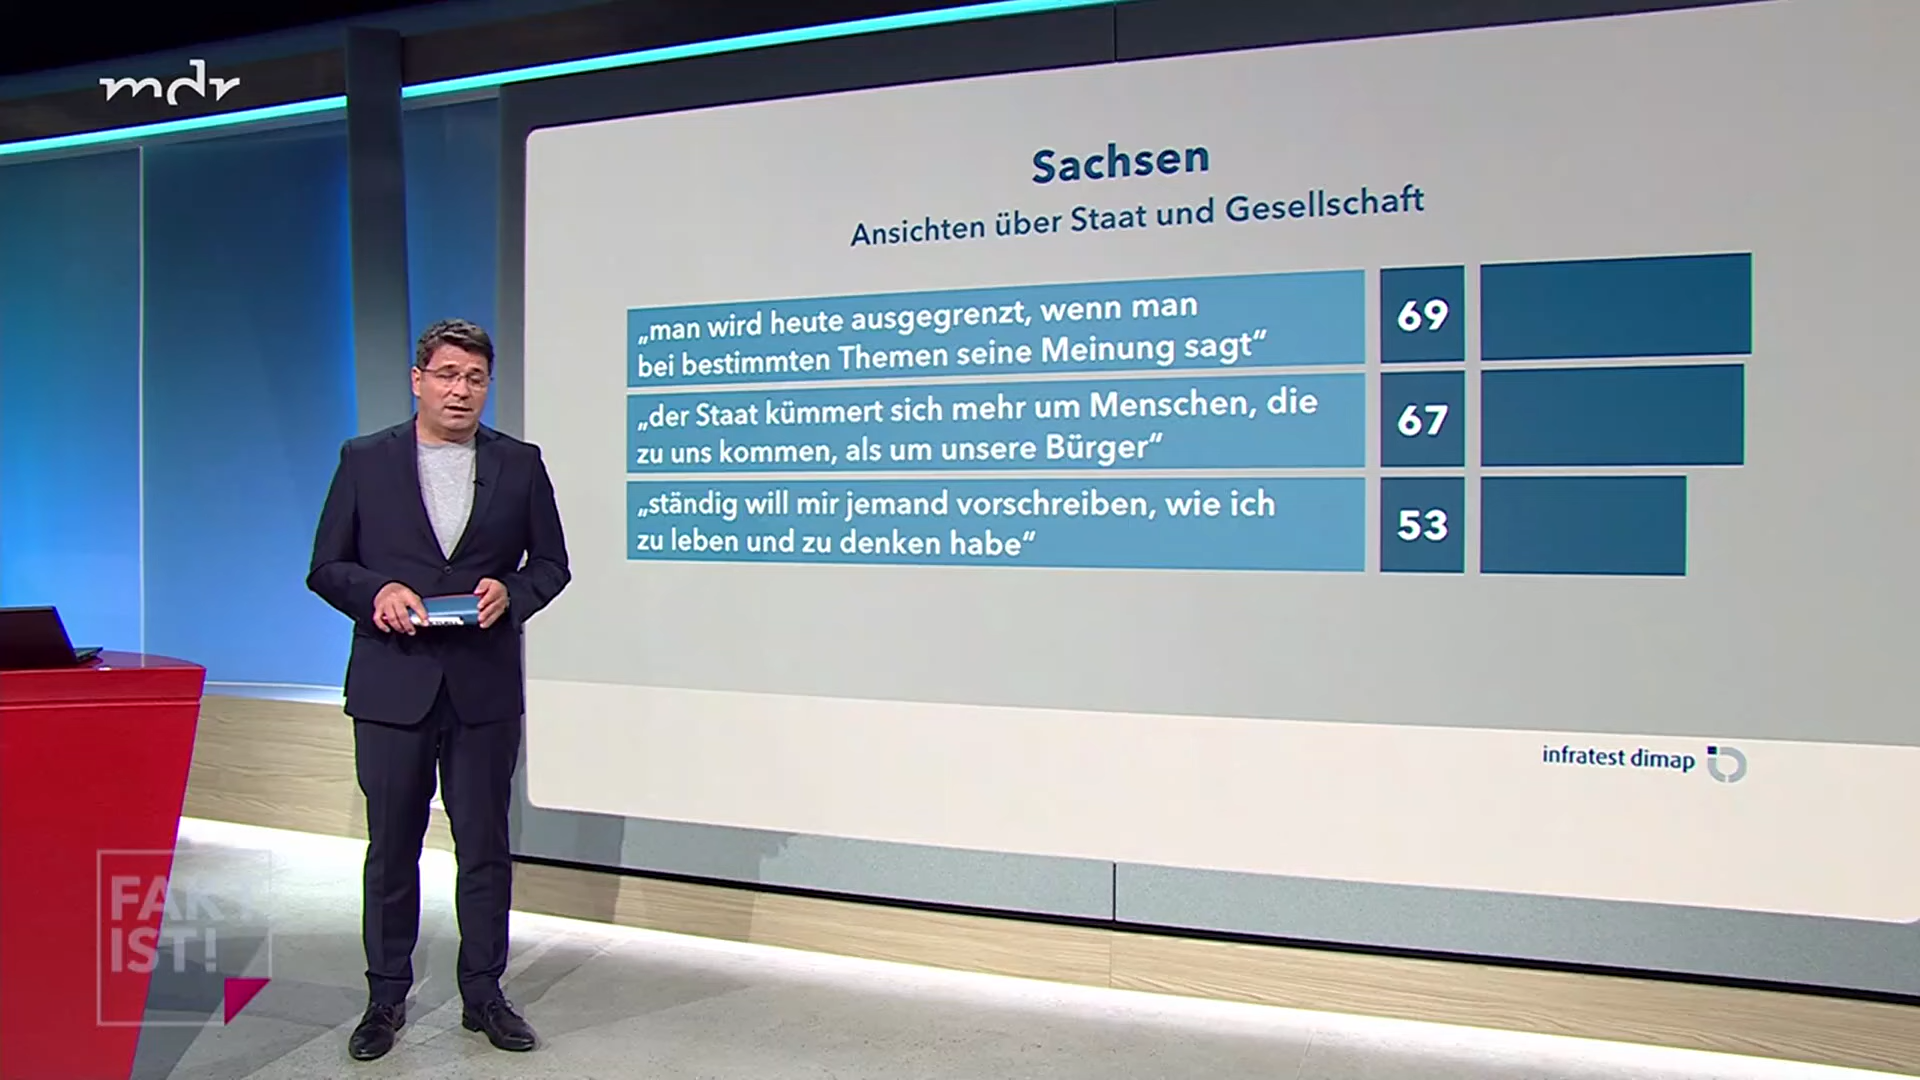 mdr
Sachsen
Ansichten über Staat und Gesellschaft
„man wird heute ausgegrenzt, wenn man
bei bestimmten Themen seine Meinung sagt“
69
„der Staat kümmert sich mehr um Menschen, die
zu uns kommen, als um unsere Bürger“
67
„ständig will mir jemand vorschreiben, wie ich
zu leben und zu denken habe“
53
infratest dimap
FAKT
IST!